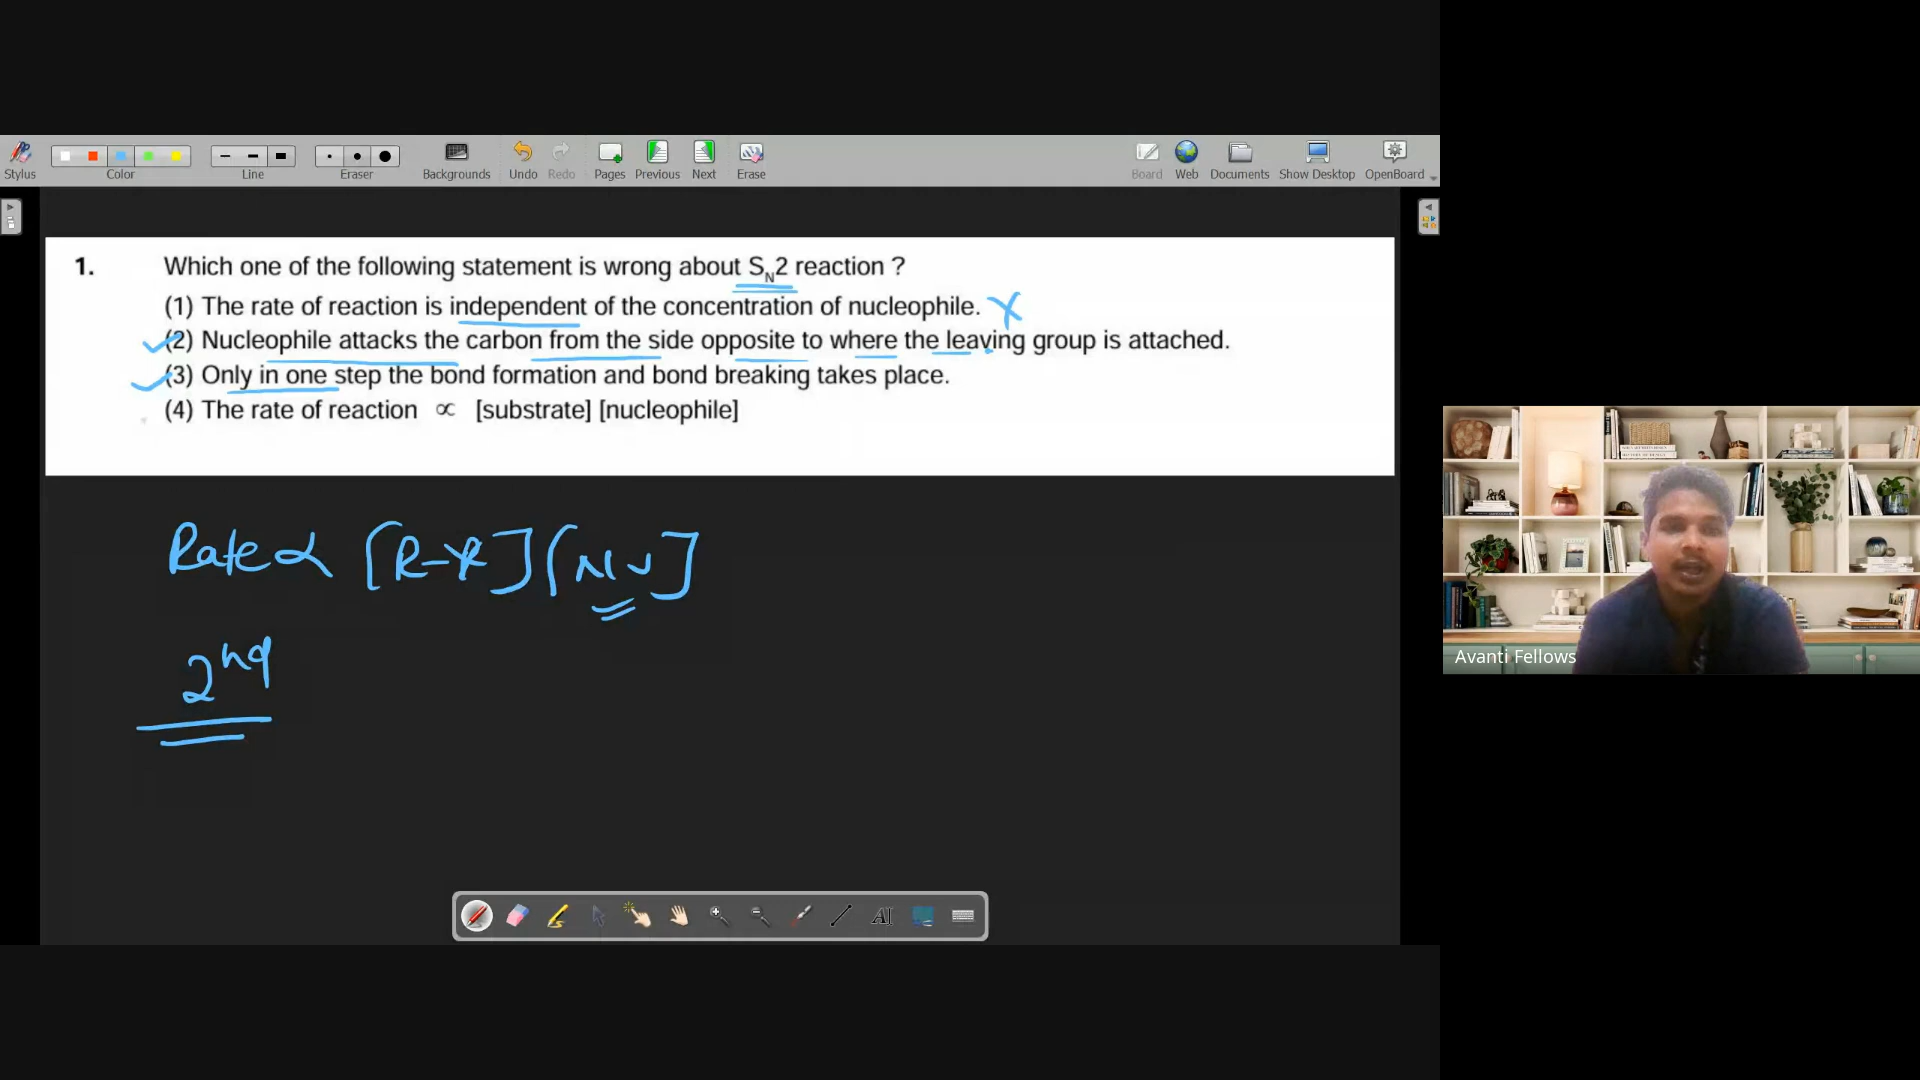 Stylus Color Line Eraser Backgrounds Undo Redo Pages Previous Next Erase Board Web Documents Show Desktop OpenBoard
1. Which one of the following statement is wrong about SN2 reaction ?
(1) The rate of reaction is independent of the concentration of nucleophile. X
(2) Nucleophile attacks the carbon from the side opposite to where the leaving group is attached.
(3) Only in one step the bond formation and bond breaking takes place.
(4) The rate of reaction ∝ [substrate] [nucleophile]
Rate ∝ [R-X] [Nu]
2nd
Avanti Fellows